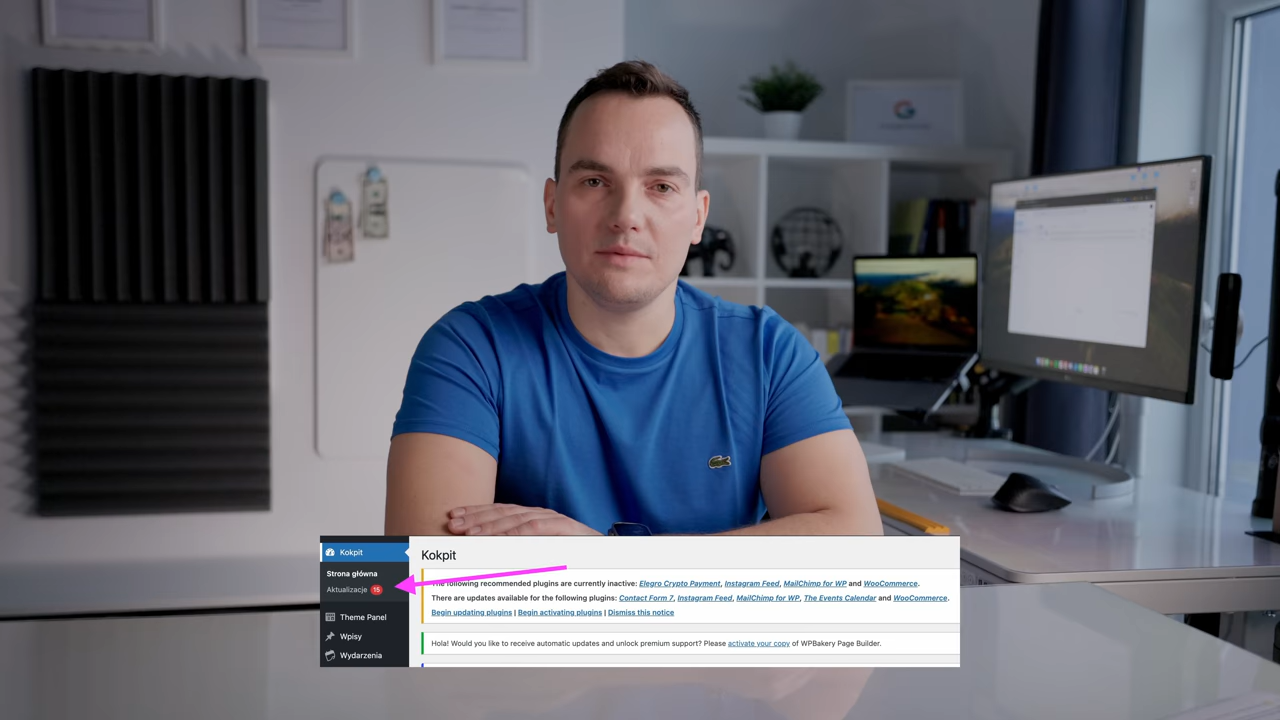 Kokpit
Kokpit
Strona główna
The following recommended plugins are currently inactive: Elegro Crypto Payment, Instagram Feed, MailChimp for WP and WooCommerce.
Aktualizacje 15
There are updates available for the following plugins: Contact Form 7, Instagram Feed, MailChimp for WP, The Events Calendar and WooCommerce.
Begin updating plugins | Begin activating plugins | Dismiss this notice
Theme Panel
Wpisy
Hola! Would you like to receive automatic updates and unlock premium support? Please activate your copy of WPBakery Page Builder.
Wydarzenia